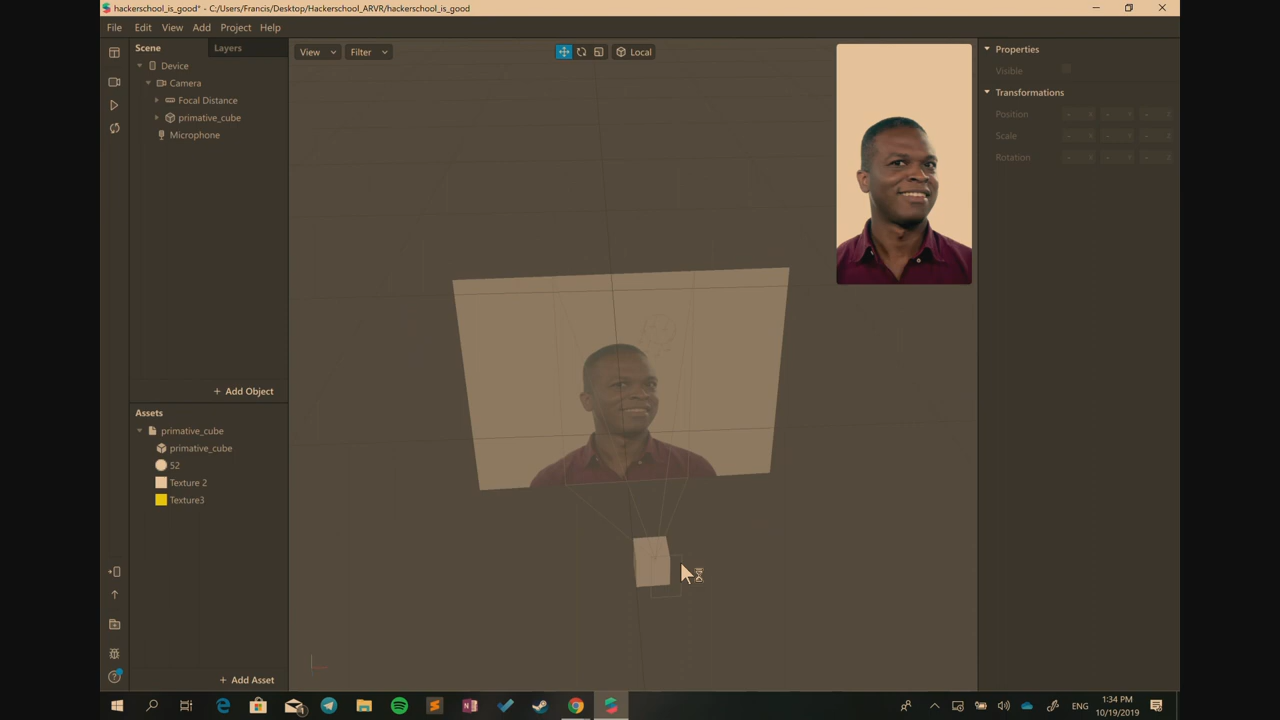 hackerschool_is_good* - C:/Users/Francis/Desktop/Hackerschool_ARVR/hackerschool_is_good
File Edit View Add Project Help
Scene Layers
View Filter Local
Properties
Device
Visible
Camera
Transformations
Focal Distance
Position - X - Y - Z
primative_cube
Scale - X - Y - Z
Microphone
Rotation - X - Y - Z
+ Add Object
Assets
primative_cube
primative_cube
52
Texture 2
Texture3
+ Add Asset
ENG
1:34 PM
10/19/2019